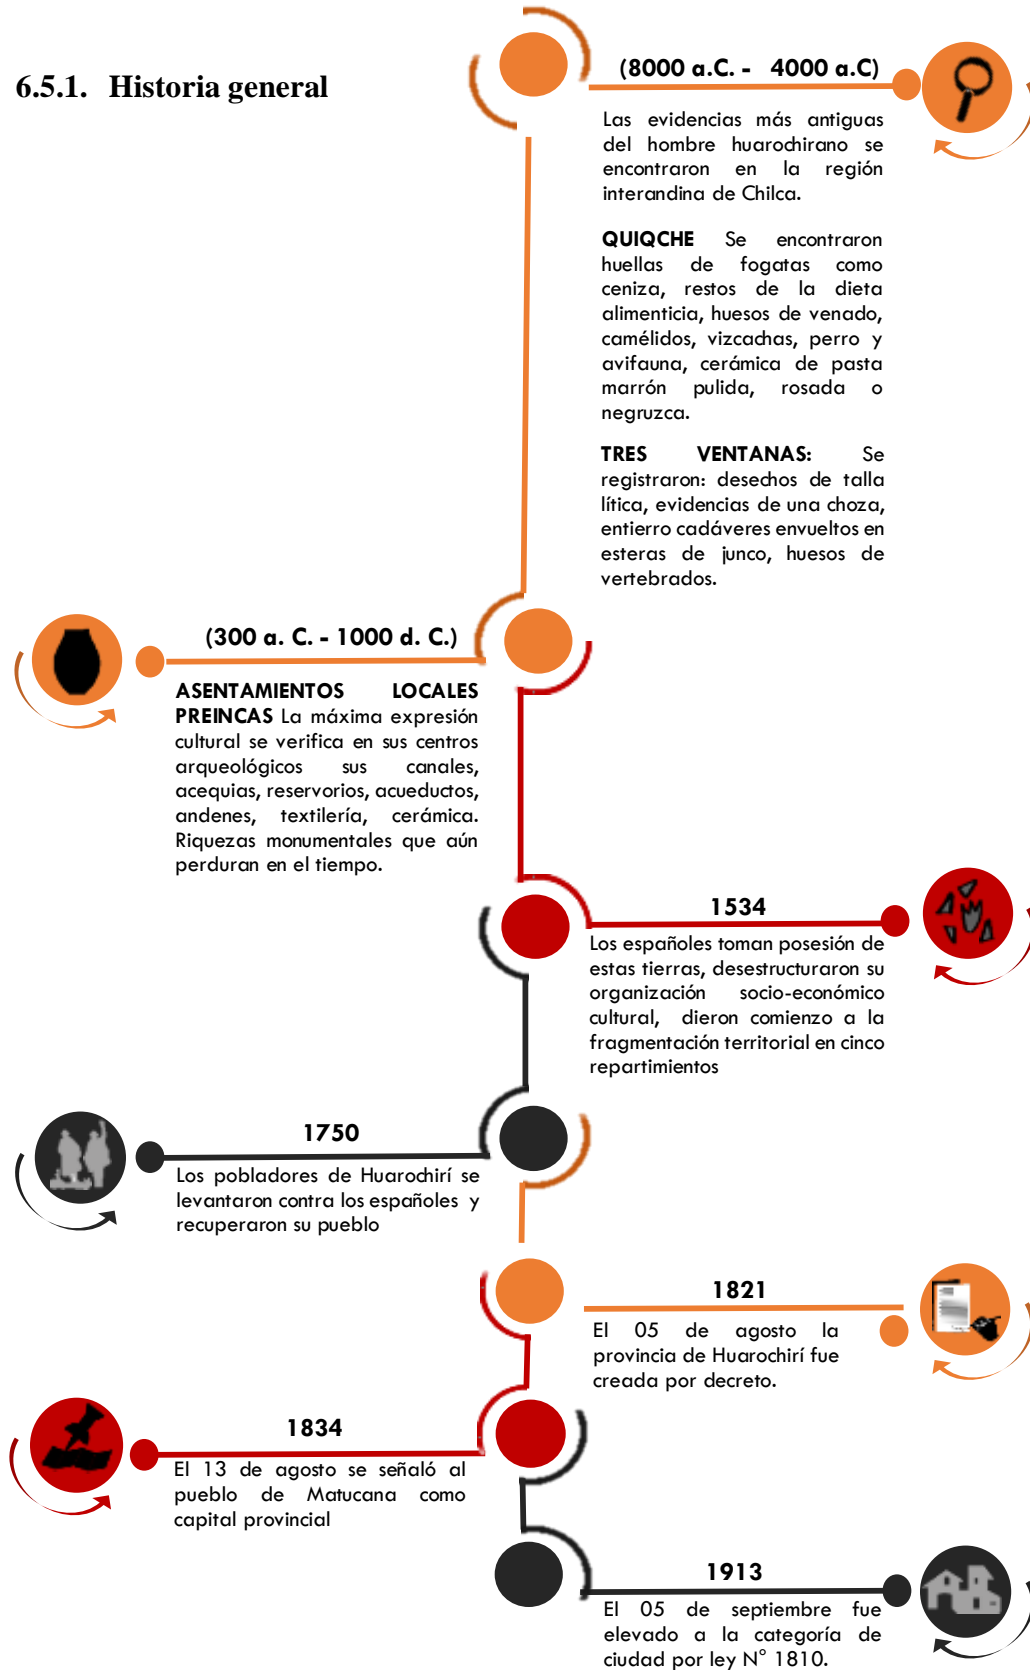 6.5.1. Historia general
(8000 a.C. - 4000 a.C)
Las evidencias más antiguas
del hombre huarochirano se
encontraron en la región
interandina de Chilca.
QUIQCHE Se encontraron
huellas de fogatas como
ceniza, restos de la dieta
alimenticia, huesos de venado,
camélidos, vizcachas, perro y
avifauna, cerámica de pasta
marrón pulida, rosada o
negruzca.
TRES VENTANAS: Se
registraron: desechos de talla
lítica, evidencias de una choza,
entierro cadáveres envueltos en
esteras de junco, huesos de
vertebrados.
(300 a. C. - 1000 d. C.)
ASENTAMIENTOS LOCALES
PREINCAS La máxima expresión
cultural se verifica en sus centros
arqueológicos sus canales,
acequias, reservorios, acueductos,
andenes, textilería, cerámica.
Riquezas monumentales que aún
perduran en el tiempo.
1534
Los españoles toman posesión de
estas tierras, desestructuraron su
organización socio-económico
cultural, dieron comienzo a la
fragmentación territorial en cinco
repartimientos
1750
Los pobladores de Huarochirí se
levantaron contra los españoles y
recuperaron su pueblo
1821
El 05 de agosto la
provincia de Huarochirí fue
creada por decreto.
1834
El 13 de agosto se señaló al
pueblo de Matucana como
capital provincial
1913
El 05 de septiembre fue
elevado a la categoría de
ciudad por ley N° 1810.